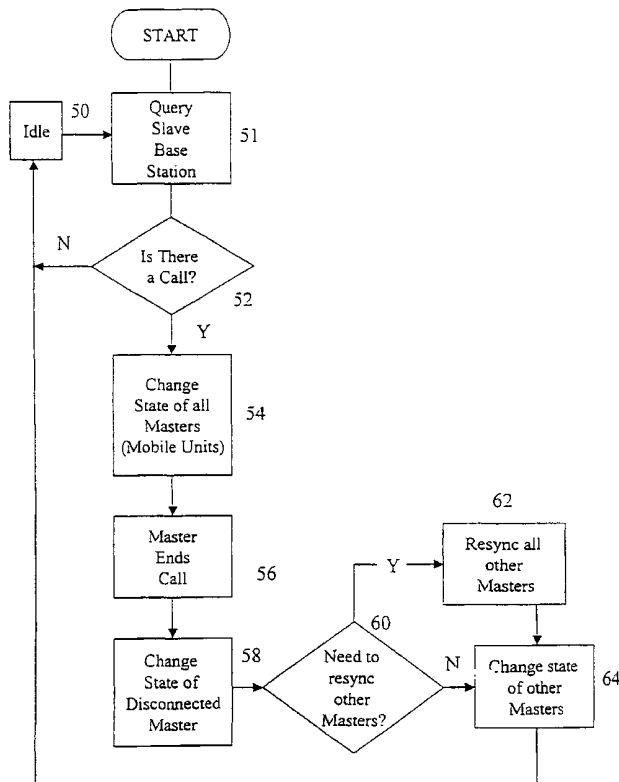 START
50
Idle
Query
Slave
Base
Station
51
N
Is There
a Call?
52
Y
Change
State of all
Masters
(Mobile Units)
54
Master
Ends
Call
56
62
Resync all
other
Masters
Y
60
58
Change
State of
Disconnected
Master
Need to
resync
other
Masters?
N
Change state
of other
Masters
64